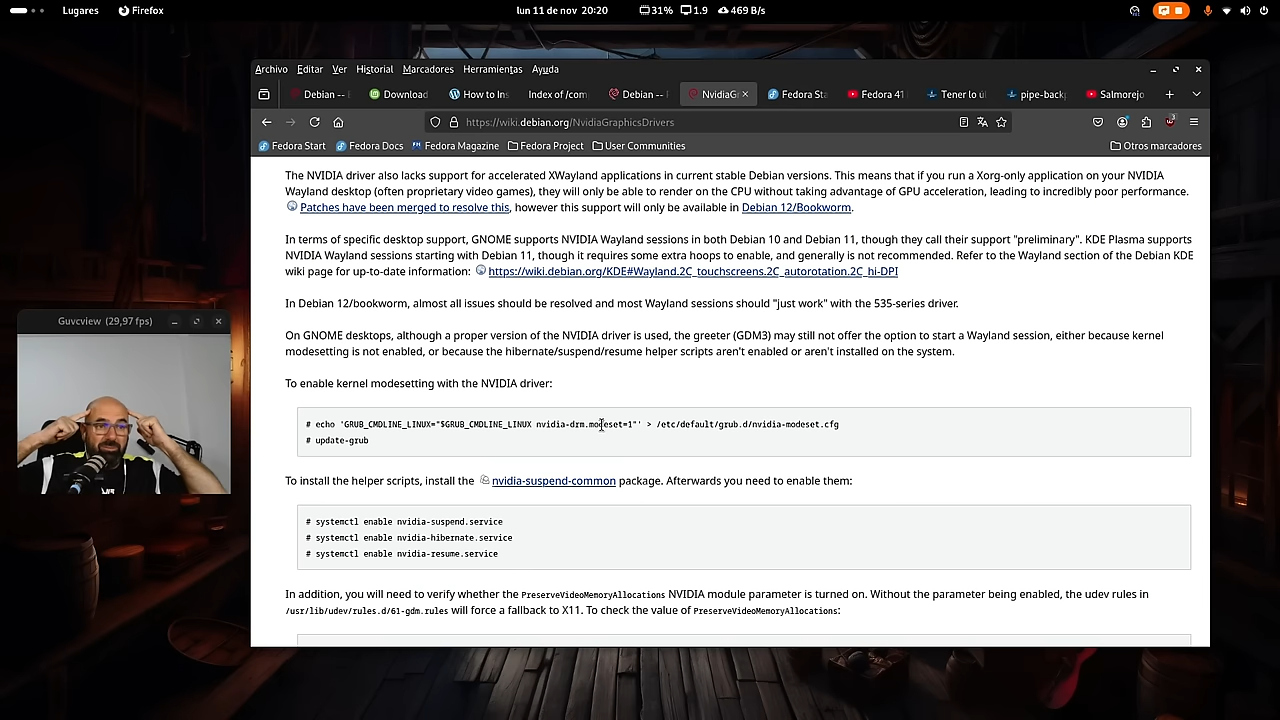 Lugares Firefox lun 11 de nov 20:20 31% 1.9 469 B/s
Archivo Editar Ver Historial Marcadores Herramientas Ayuda
Debian -- Download How to Ins Index of /com Debian -- NvidiaG Fedora Sta Fedora 41 Tener lo ú pipe-back Salmorejo
https://wiki.debian.org/NvidiaGraphicsDrivers 3
Fedora Start Fedora Docs Fedora Magazine Fedora Project User Communities Otros marcadores
The NVIDIA driver also lacks support for accelerated XWayland applications in current stable Debian versions. This means that if you run a Xorg-only application on your NVIDIA
Wayland desktop (often proprietary video games), they will only be able to render on the CPU without taking advantage of GPU acceleration, leading to incredibly poor performance.
Patches have been merged to resolve this, however this support will only be available in Debian 12/Bookworm.
In terms of specific desktop support, GNOME supports NVIDIA Wayland sessions in both Debian 10 and Debian 11, though they call their support "preliminary". KDE Plasma supports
NVIDIA Wayland sessions starting with Debian 11, though it requires some extra hoops to enable, and generally is not recommended. Refer to the Wayland section of the Debian KDE
wiki page for up-to-date information: https://wiki.debian.org/KDE#Wayland.2C_touchscreens.2C_autorotation.2C_hi-DPI
In Debian 12/bookworm, almost all issues should be resolved and most Wayland sessions should "just work" with the 535-series driver.
On GNOME desktops, although a proper version of the NVIDIA driver is used, the greeter (GDM3) may still not offer the option to start a Wayland session, either because kernel
modesetting is not enabled, or because the hibernate/suspend/resume helper scripts aren't enabled or aren't installed on the system.
To enable kernel modesetting with the NVIDIA driver:
# echo 'GRUB_CMDLINE_LINUX="$GRUB_CMDLINE_LINUX nvidia-drm.modeset=1"' > /etc/default/grub.d/nvidia-modeset.cfg
# update-grub
To install the helper scripts, install the nvidia-suspend-common package. Afterwards you need to enable them:
# systemctl enable nvidia-suspend.service
# systemctl enable nvidia-hibernate.service
# systemctl enable nvidia-resume.service
In addition, you will need to verify whether the PreserveVideoMemoryAllocations NVIDIA module parameter is turned on. Without the parameter being enabled, the udev rules in
/usr/lib/udev/rules.d/61-gdm.rules will force a fallback to X11. To check the value of PreserveVideoMemoryAllocations:
Guvcview (29,97 fps)